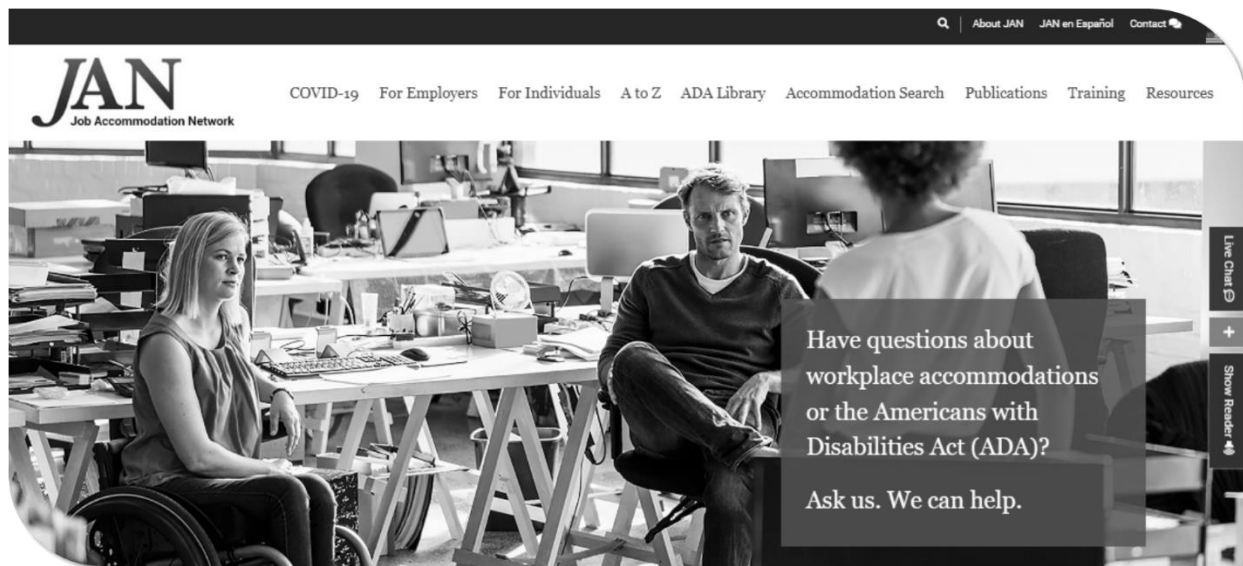 About JAN JAN en Español Contact
JAN
Job Accommodation Network
COVID-19 For Employers For Individuals A to Z ADA Library Accommodation Search Publications Training Resources
Live Chat
+
Show Reader
Have questions about
workplace accommodations
or the Americans with
Disabilities Act (ADA)?
Ask us. We can help.